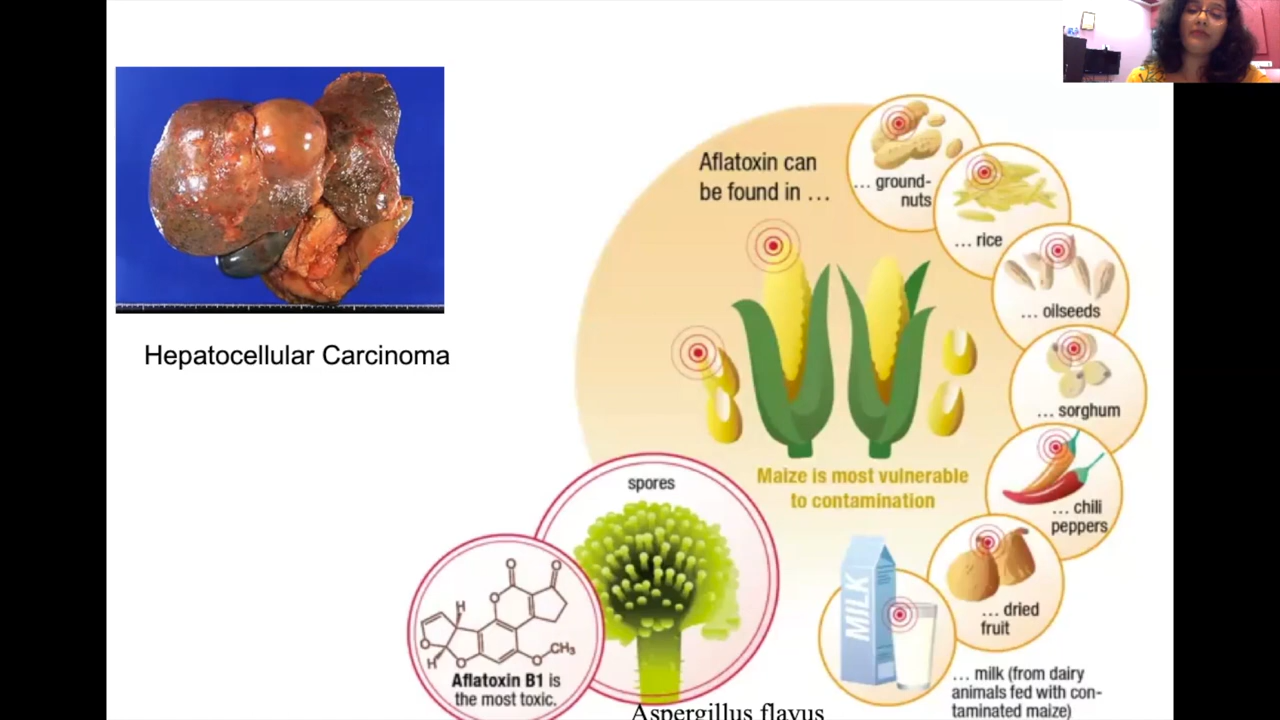 Hepatocellular Carcinoma
Aflatoxin can
be found in ...
... ground-
nuts
... rice
... oilseeds
... sorghum
... chili
peppers
... dried
fruit
MILK
... milk (from dairy
animals fed with con-
taminated maize)
Maize is most vulnerable
to contamination
spores
O
O
O
H
O
H
O
O
CH₃
Aflatoxin B1 is
the most toxic.
Aspergillus flavus